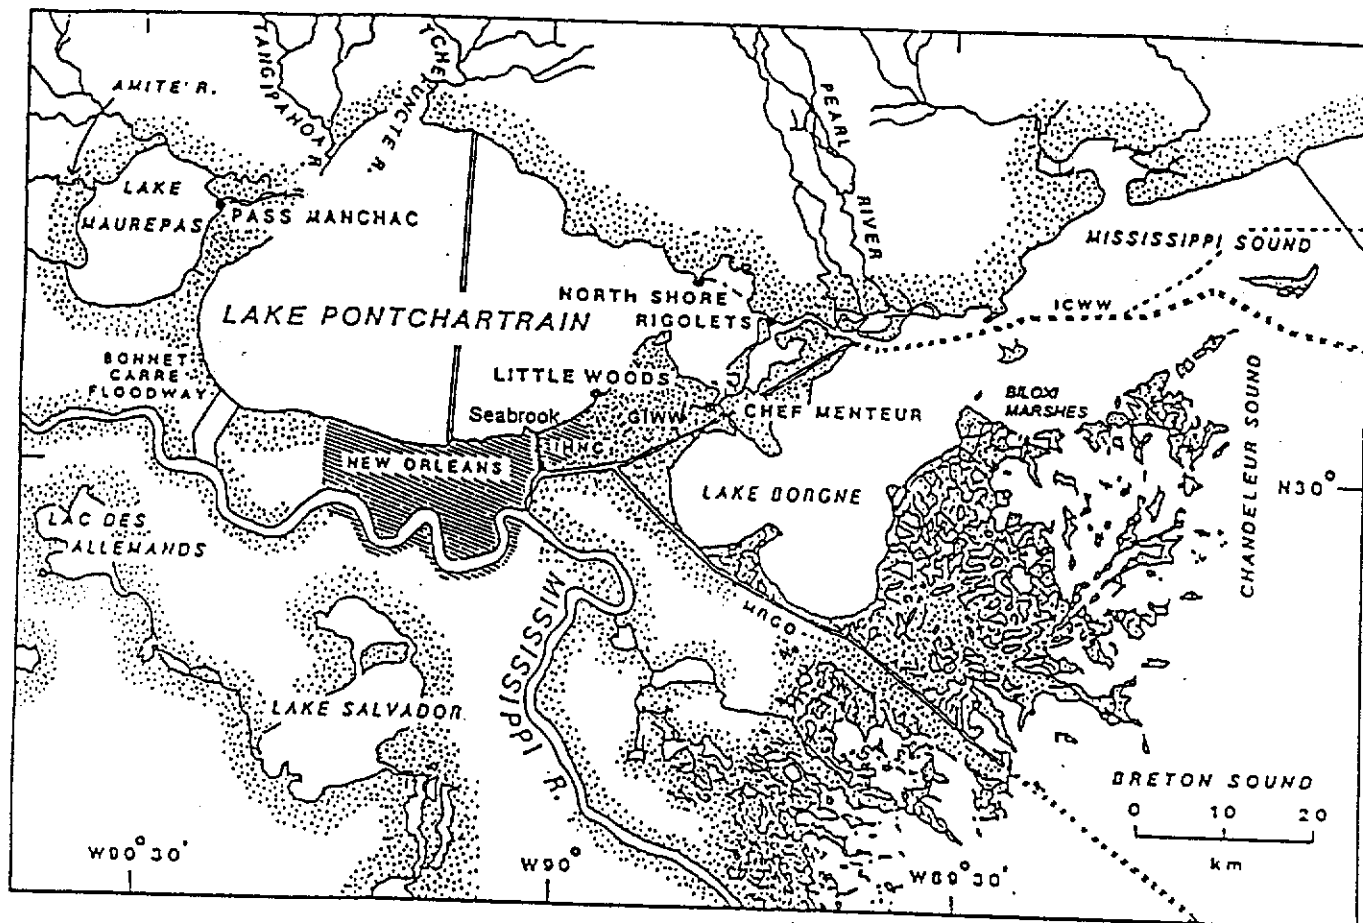 TANGIPAHOA R.
TCHEFUNCTE R.
AMITE R.
PEARL
RIVER
LAKE
MAUREPAS
PASS MANCHAC
MISSISSIPPI SOUND
NORTH SHORE
ICWW
LAKE PONTCHARTRAIN
RIGOLETS
BONNET
CARRE
FLOODWAY
LITTLE WOODS
BILOXI
MARSHES
Seabrook
GIWW
CHEF MENTEUR
CHANDELEUR SOUND
IHNC
NEW ORLEANS
LAKE BORGNE
N30°
LAC DES
ALLEMANDS
MISSISSIPPI R.
MRGO
LAKE SALVADOR
BRETON SOUND
0 10 20
km
W90° 30'
W90°
W89° 30'